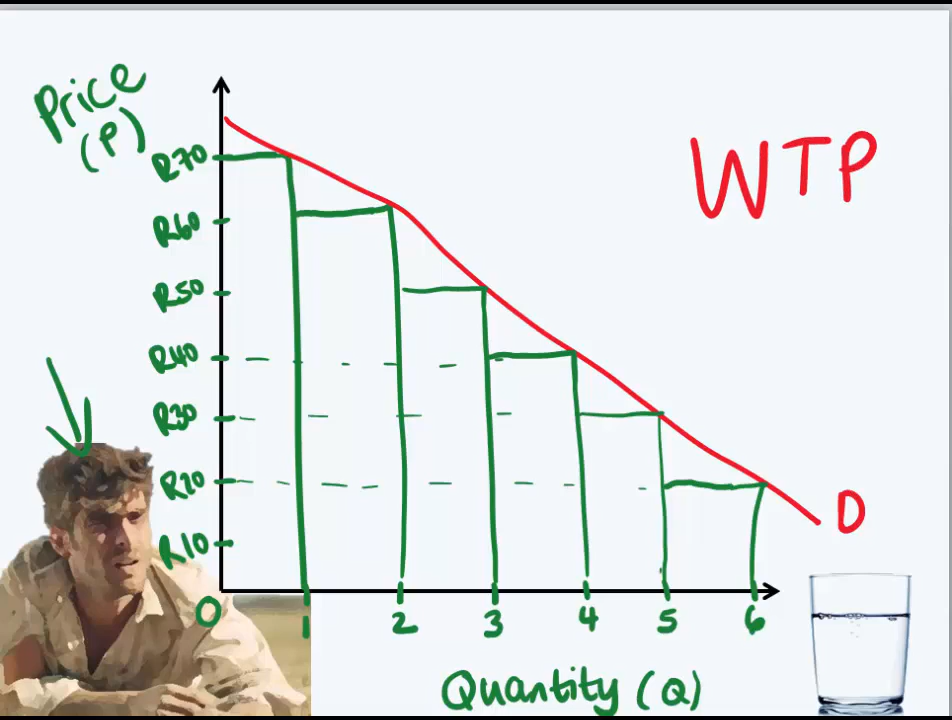 Price
(P)
WTP
R70
R60
R50
R40
R30
R20
R10
0
1 2 3 4 5 6
D
Quantity (Q)